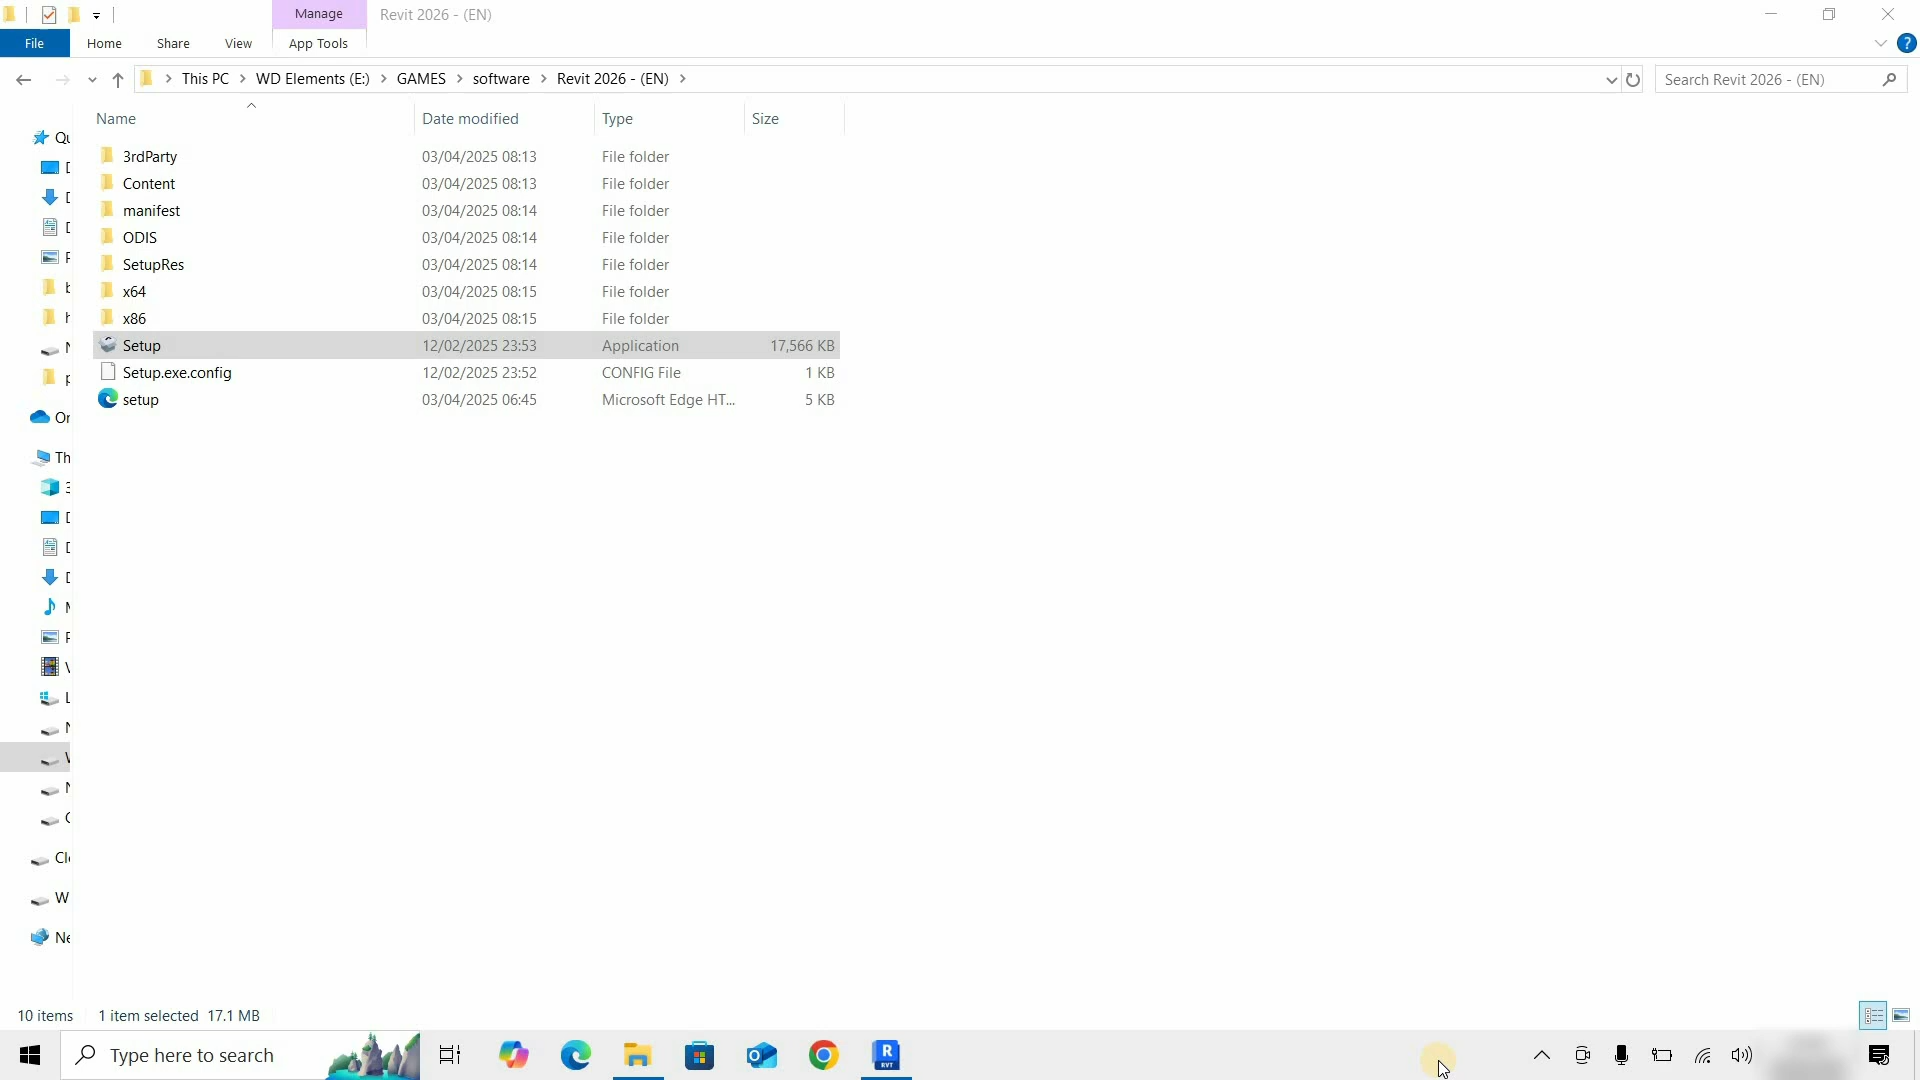 Manage
Revit 2026 - (EN)
File
Home
Share
View
App Tools
This PC
WD Elements (E:)
GAMES
software
Revit 2026 - (EN)
Search Revit 2026 - (EN)
Name
Date modified
Type
Size
3rdParty 03/04/2025 08:13 File folder
Content 03/04/2025 08:13 File folder
manifest 03/04/2025 08:14 File folder
ODIS 03/04/2025 08:14 File folder
SetupRes 03/04/2025 08:14 File folder
x64 03/04/2025 08:15 File folder
x86 03/04/2025 08:15 File folder
Setup 12/02/2025 23:53 Application 17,566 KB
Setup.exe.config 12/02/2025 23:52 CONFIG File 1 KB
setup 03/04/2025 06:45 Microsoft Edge HT... 5 KB
10 items
1 item selected 17.1 MB
Type here to search
R
RVT